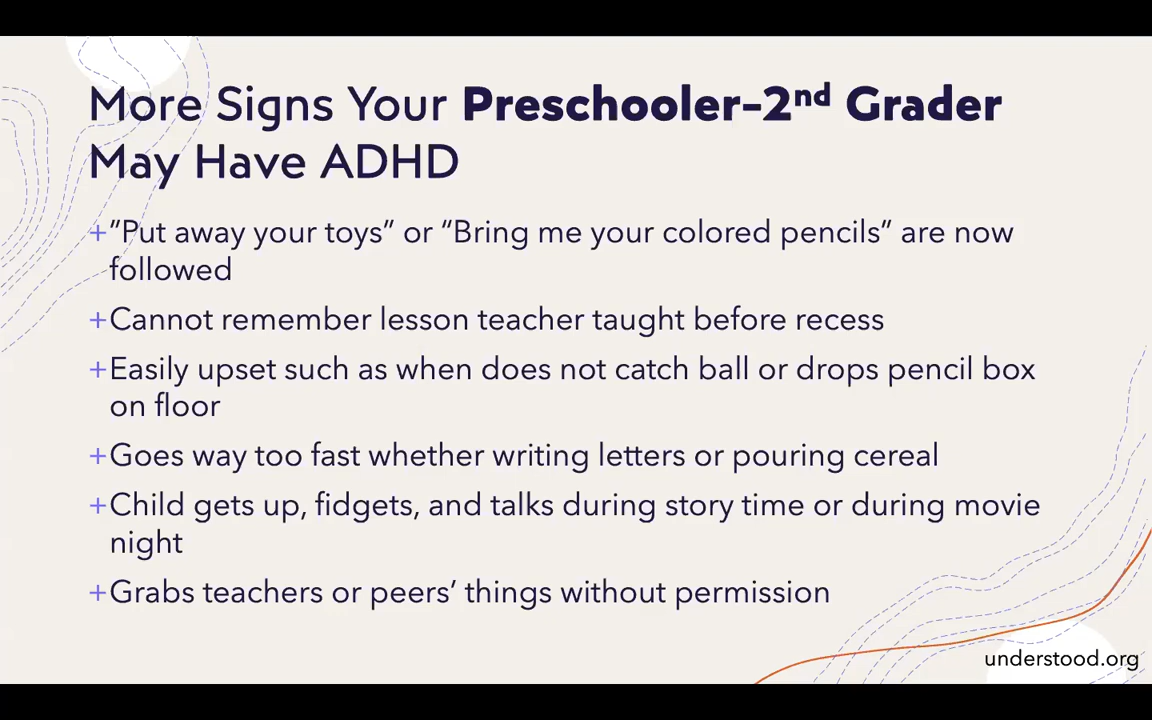 More Signs Your Preschooler-2nd Grader
May Have ADHD
+"Put away your toys" or "Bring me your colored pencils" are now
followed
+Cannot remember lesson teacher taught before recess
+Easily upset such as when does not catch ball or drops pencil box
on floor
+Goes way too fast whether writing letters or pouring cereal
+Child gets up, fidgets, and talks during story time or during movie
night
+Grabs teachers or peers’ things without permission
understood.org